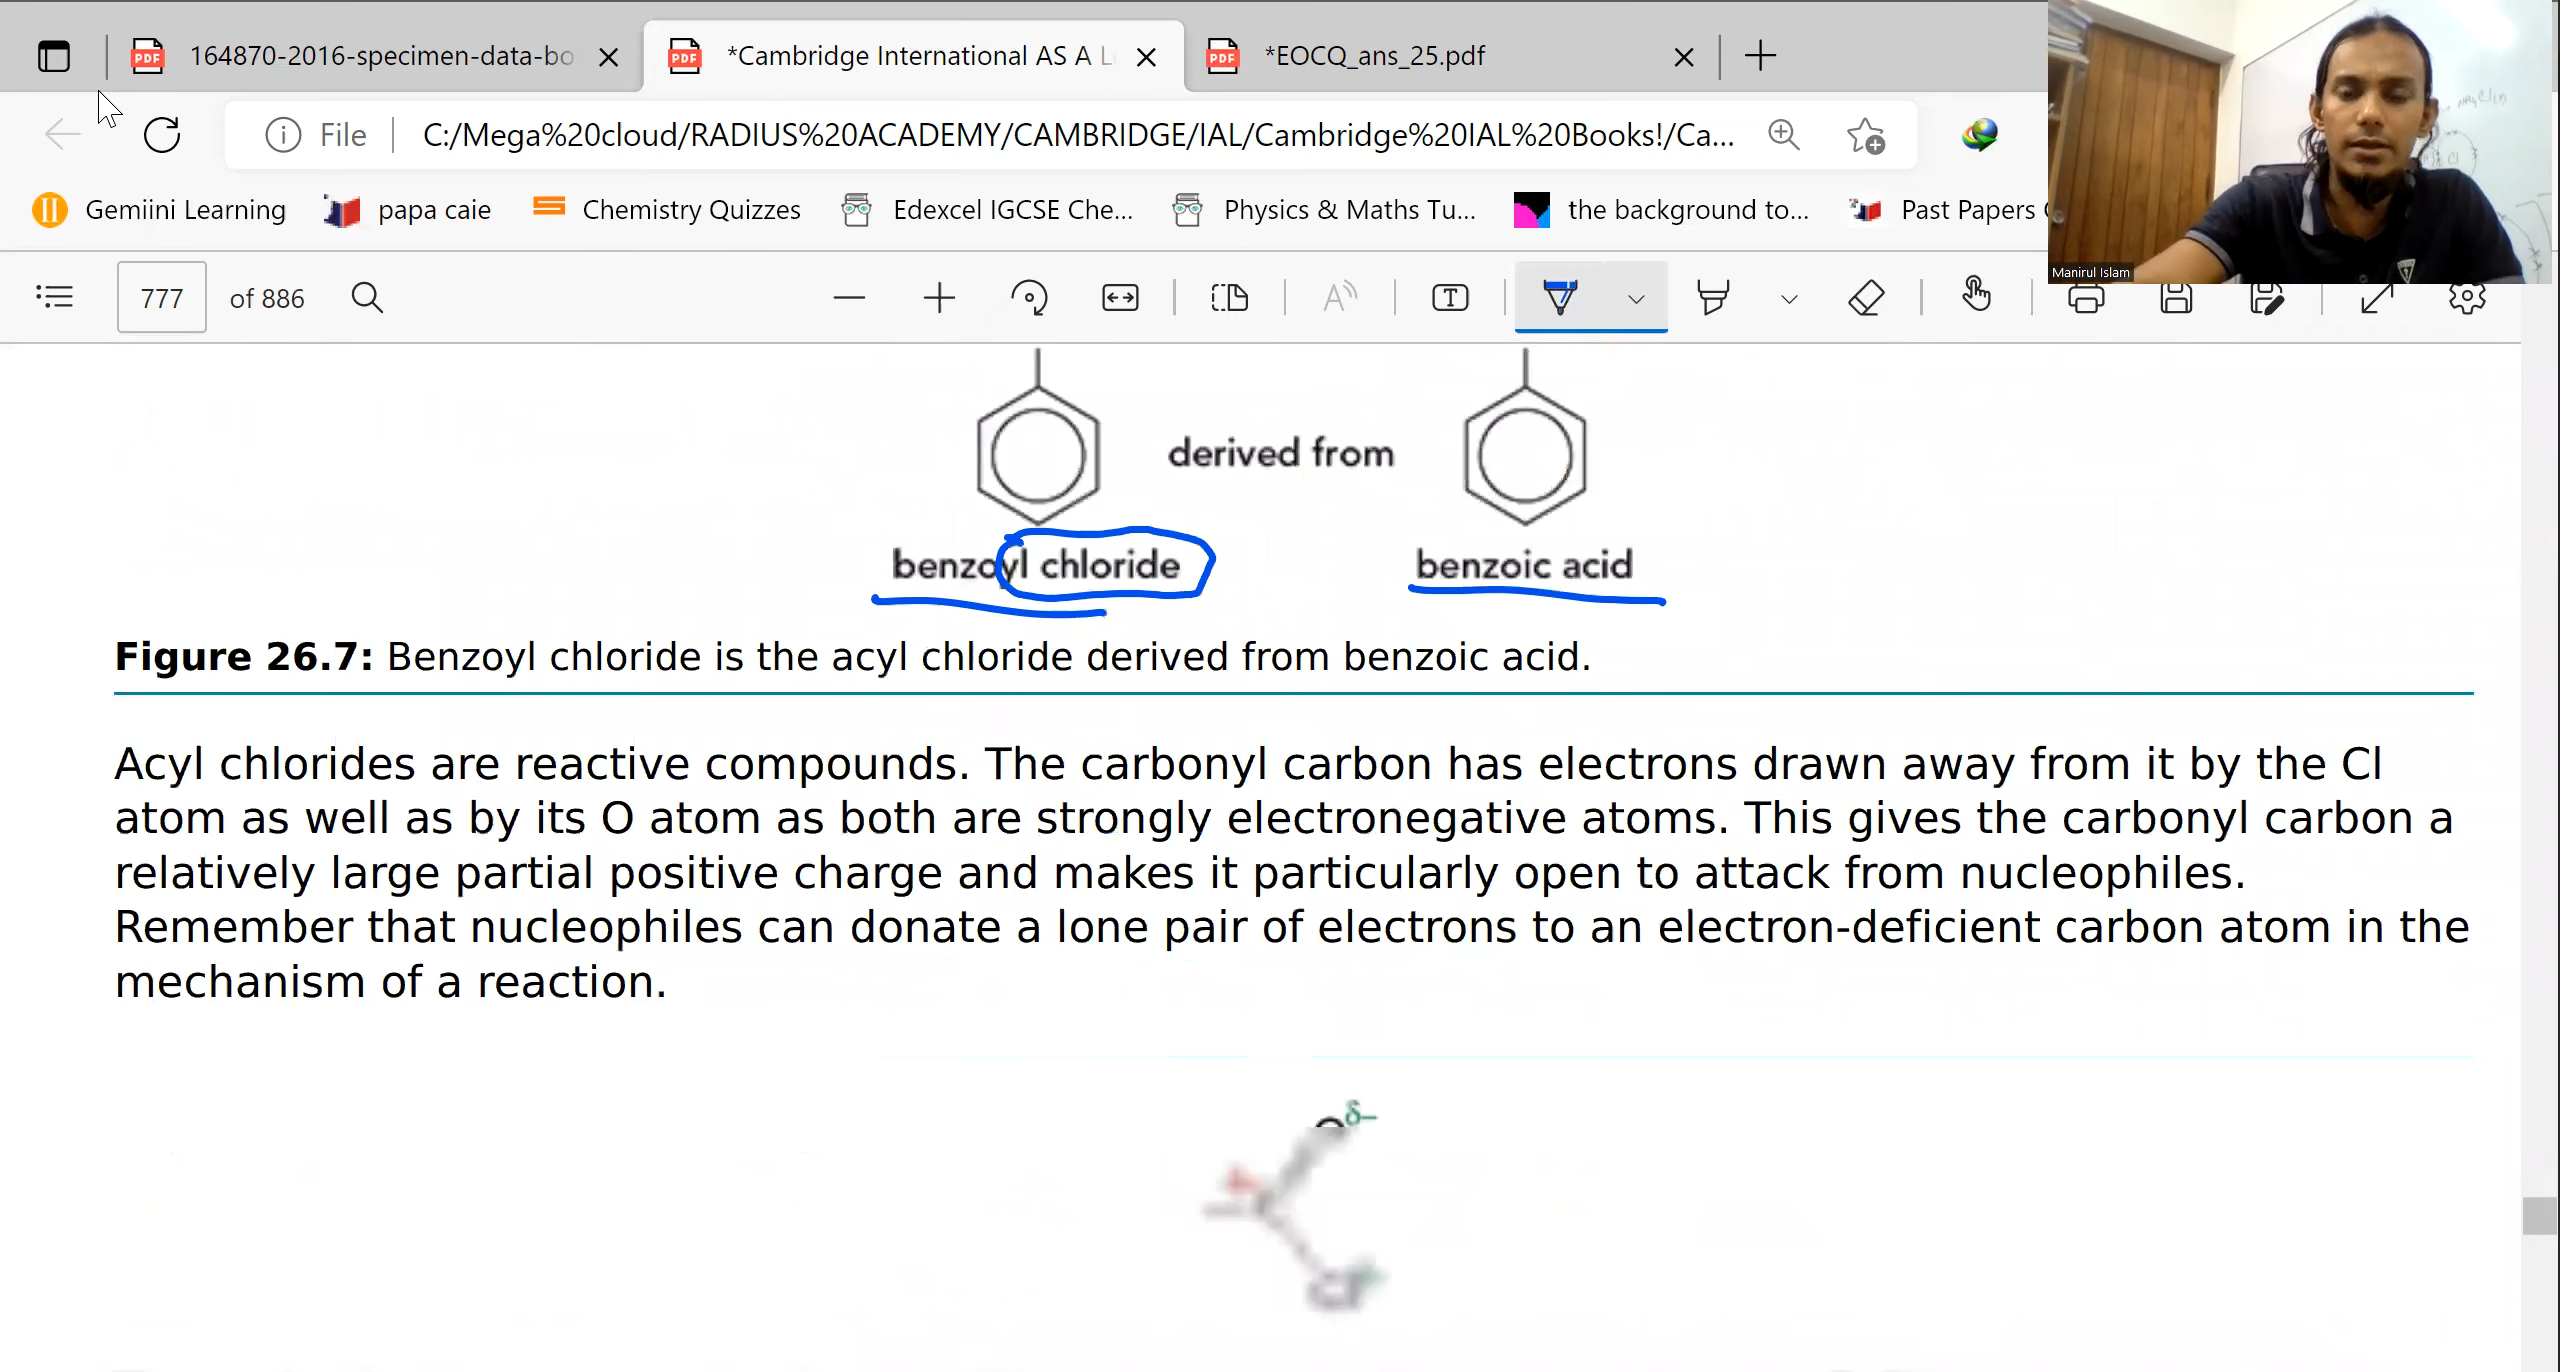 164870-2016-specimen-data-bo
*Cambridge International AS A L
*EOCQ_ans_25.pdf
File
C:/Mega%20cloud/RADIUS%20ACADEMY/CAMBRIDGE/IAL/Cambridge%20IAL%20Books!/Ca...
Gemiini Learning
papa caie
Chemistry Quizzes
Edexcel IGCSE Che...
Physics & Maths Tu...
the background to...
Past Papers
Manirul Islam
777 of 886
derived from
benzoyl chloride
benzoic acid
Figure 26.7: Benzoyl chloride is the acyl chloride derived from benzoic acid.
Acyl chlorides are reactive compounds. The carbonyl carbon has electrons drawn away from it by the Cl
atom as well as by its O atom as both are strongly electronegative atoms. This gives the carbonyl carbon a
relatively large partial positive charge and makes it particularly open to attack from nucleophiles.
Remember that nucleophiles can donate a lone pair of electrons to an electron-deficient carbon atom in the
mechanism of a reaction.
δ−
Cl